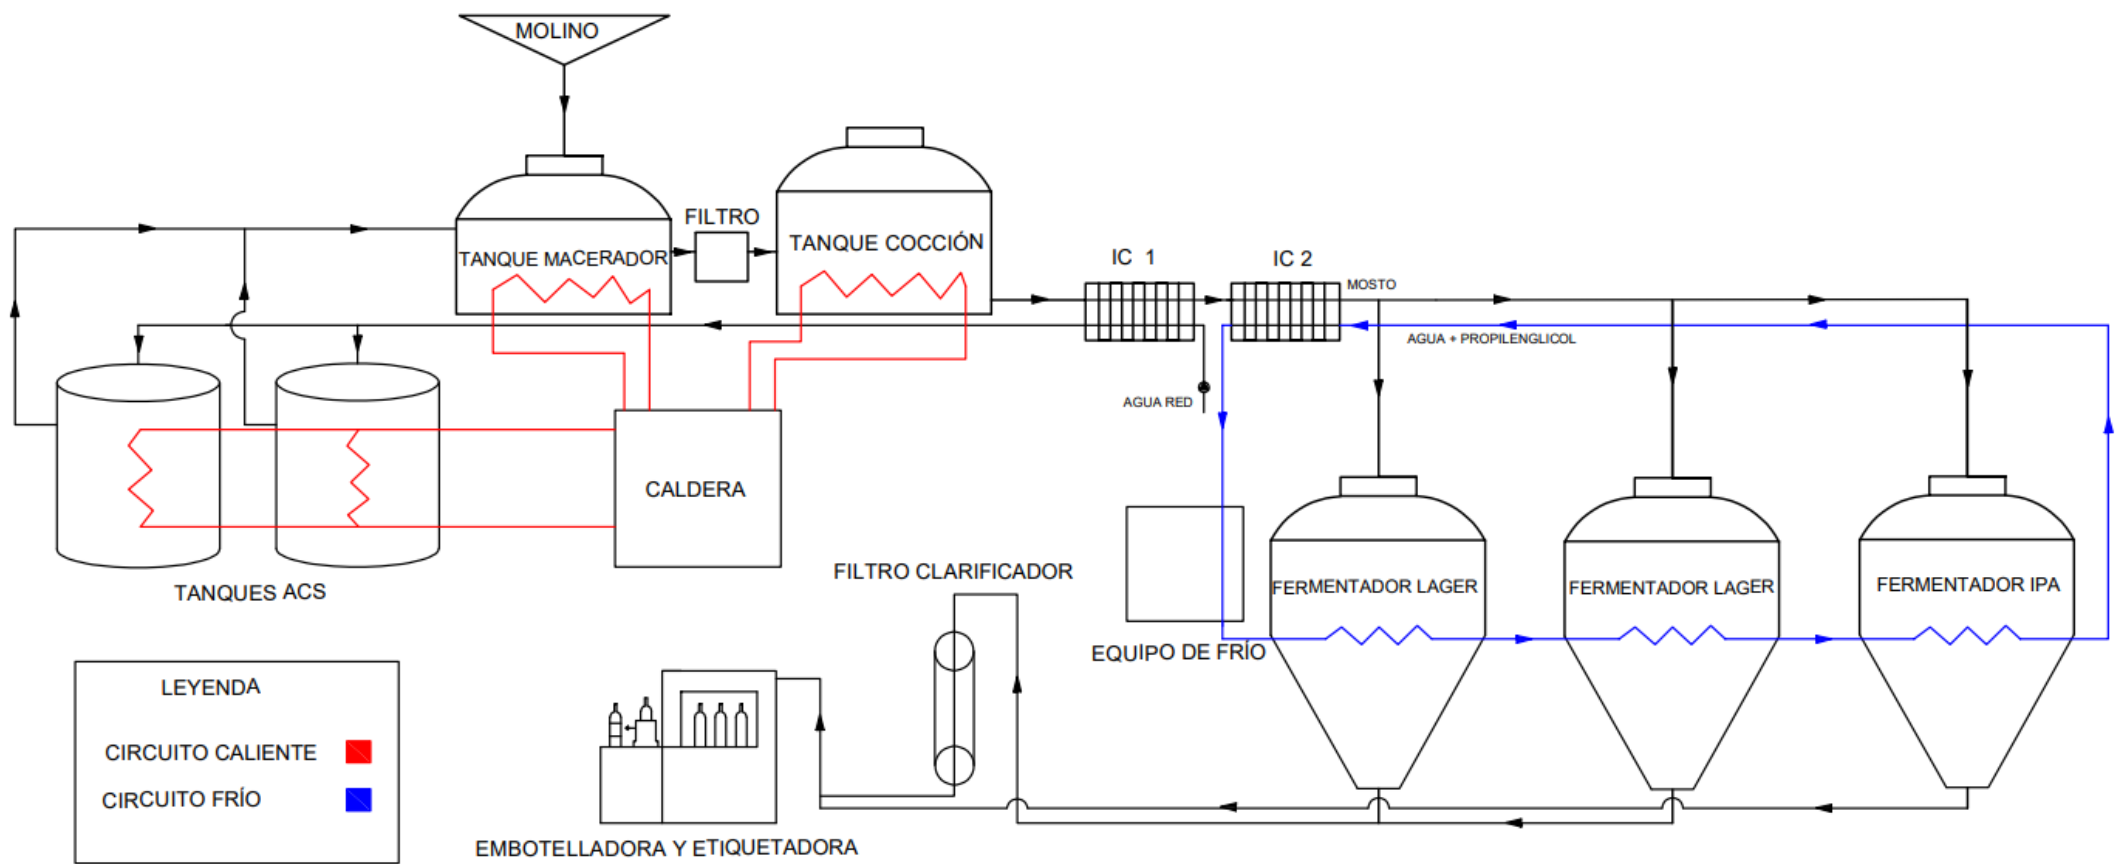 MOLINO
FILTRO
TANQUE MACERADOR
TANQUE COCCIÓN
IC 1
IC 2
MOSTO
AGUA + PROPILENGLICOL
AGUA RED
CALDERA
TANQUES ACS
FILTRO CLARIFICADOR
EQUIPO DE FRÍO
FERMENTADOR LAGER
FERMENTADOR LAGER
FERMENTADOR IPA
LEYENDA
CIRCUITO CALIENTE
CIRCUITO FRÍO
EMBOTELLADORA Y ETIQUETADORA